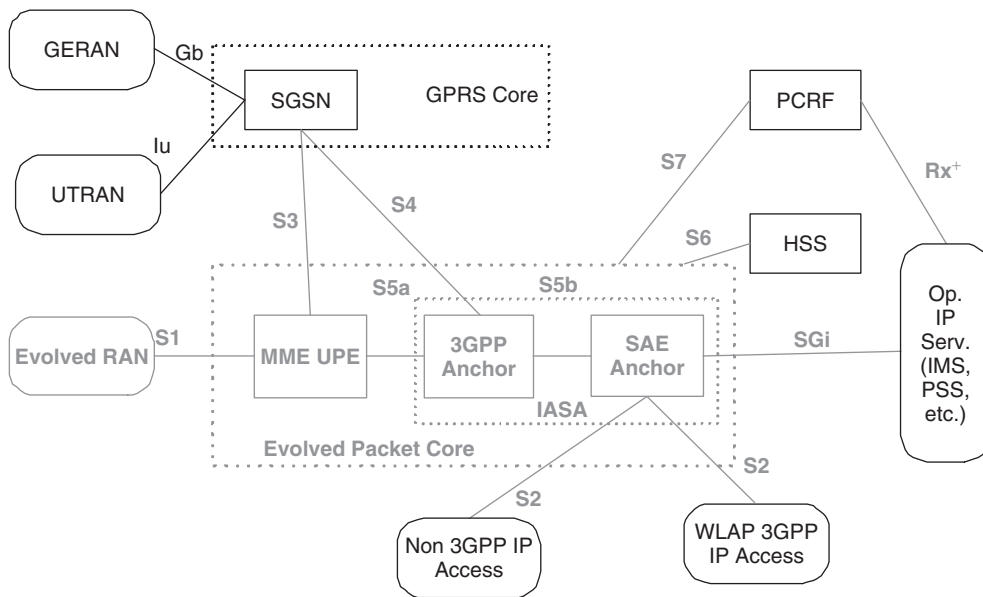 GERAN
Gb
SGSN
GPRS Core
PCRF
Iu
UTRAN
S7
Rx+
S3
S4
S6
HSS
S5a
S5b
Op.
IP
Serv.
(IMS,
PSS,
etc.)
Evolved RAN
S1
MME UPE
3GPP
Anchor
SAE
Anchor
SGi
IASA
Evolved Packet Core
S2
S2
Non 3GPP IP
Access
WLAP 3GPP
IP Access